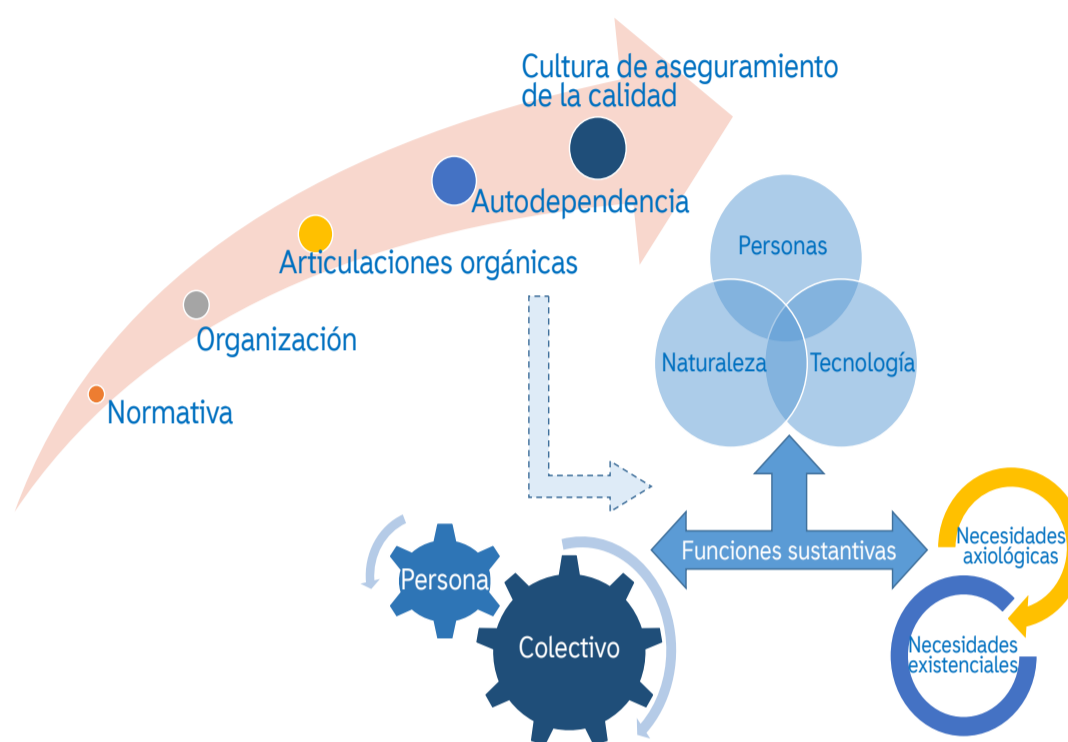 Cultura de aseguramiento
de la calidad
Autodependencia
Articulaciones orgánicas
Organización
Normativa
Personas
Naturaleza
Tecnología
Funciones sustantivas
Necesidades
axiológicas
Necesidades
existenciales
Persona
Colectivo